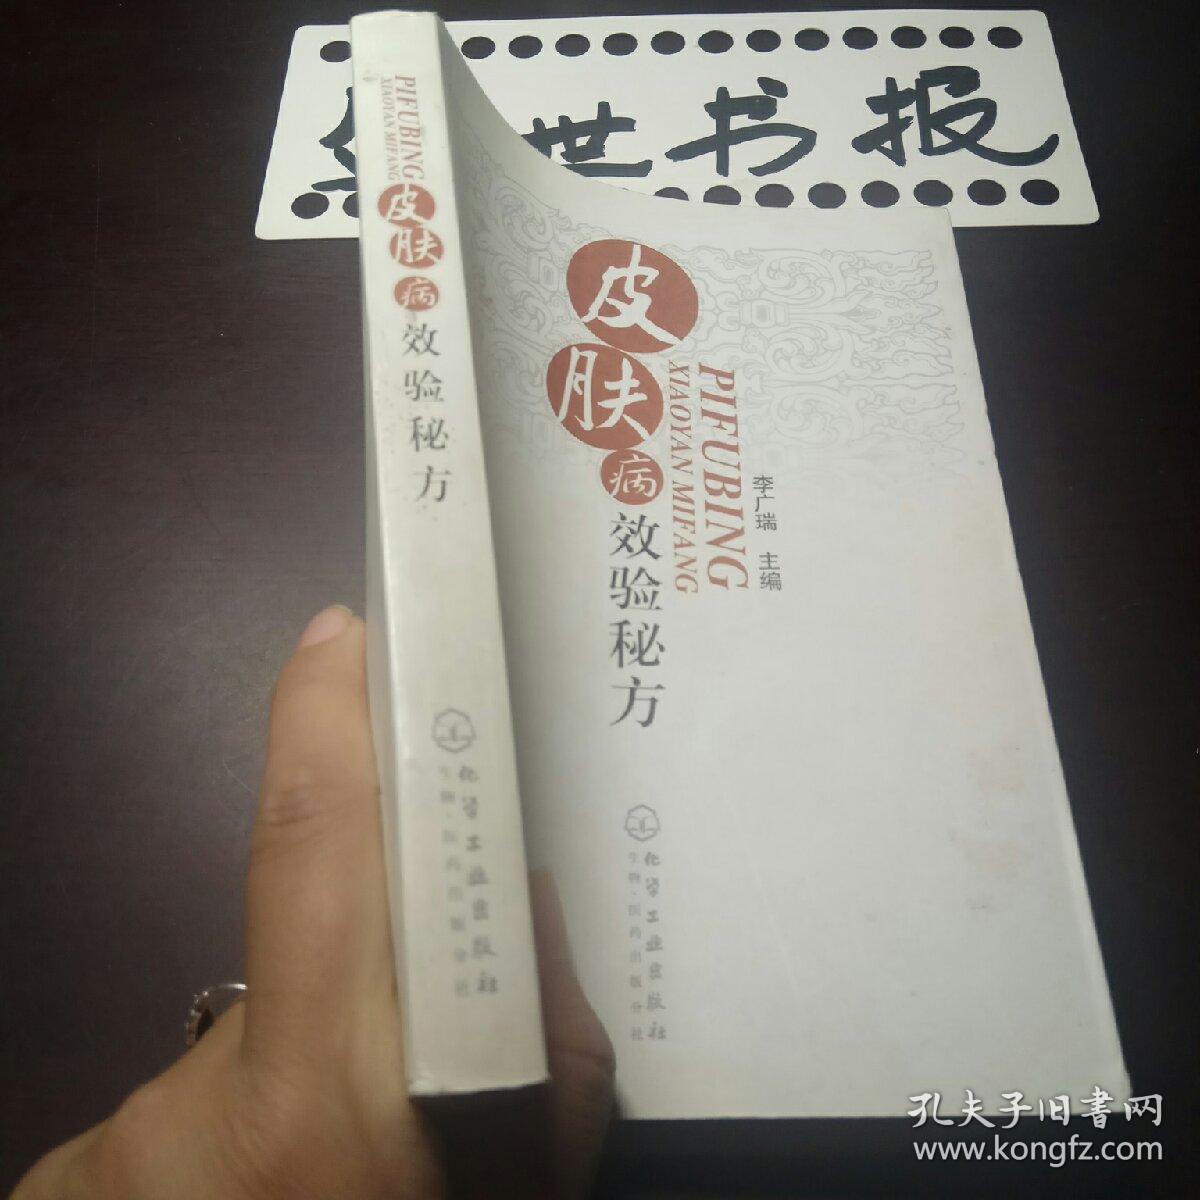 世书报
PIFUBING
XIAOYAN MIFANG
皮肤病效验秘方
化学工业出版社
生物·医药出版分社
皮肤病效验秘方
PIFUBING
XIAOYAN MIFANG
李广瑞 主编
化学工业出版社
生物·医药出版分社
孔夫子旧書网
www.kongfz.com